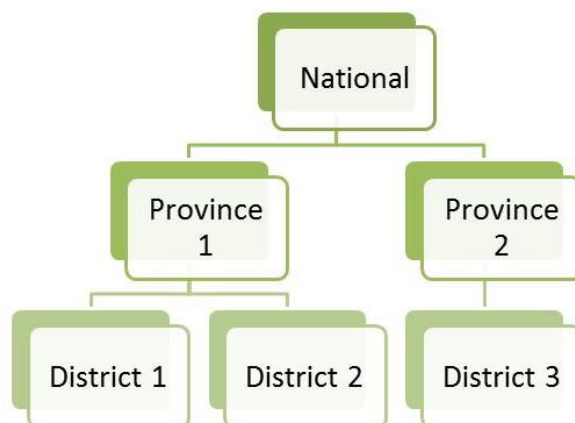 National
Province
1
Province
2
District 1
District 2
District 3